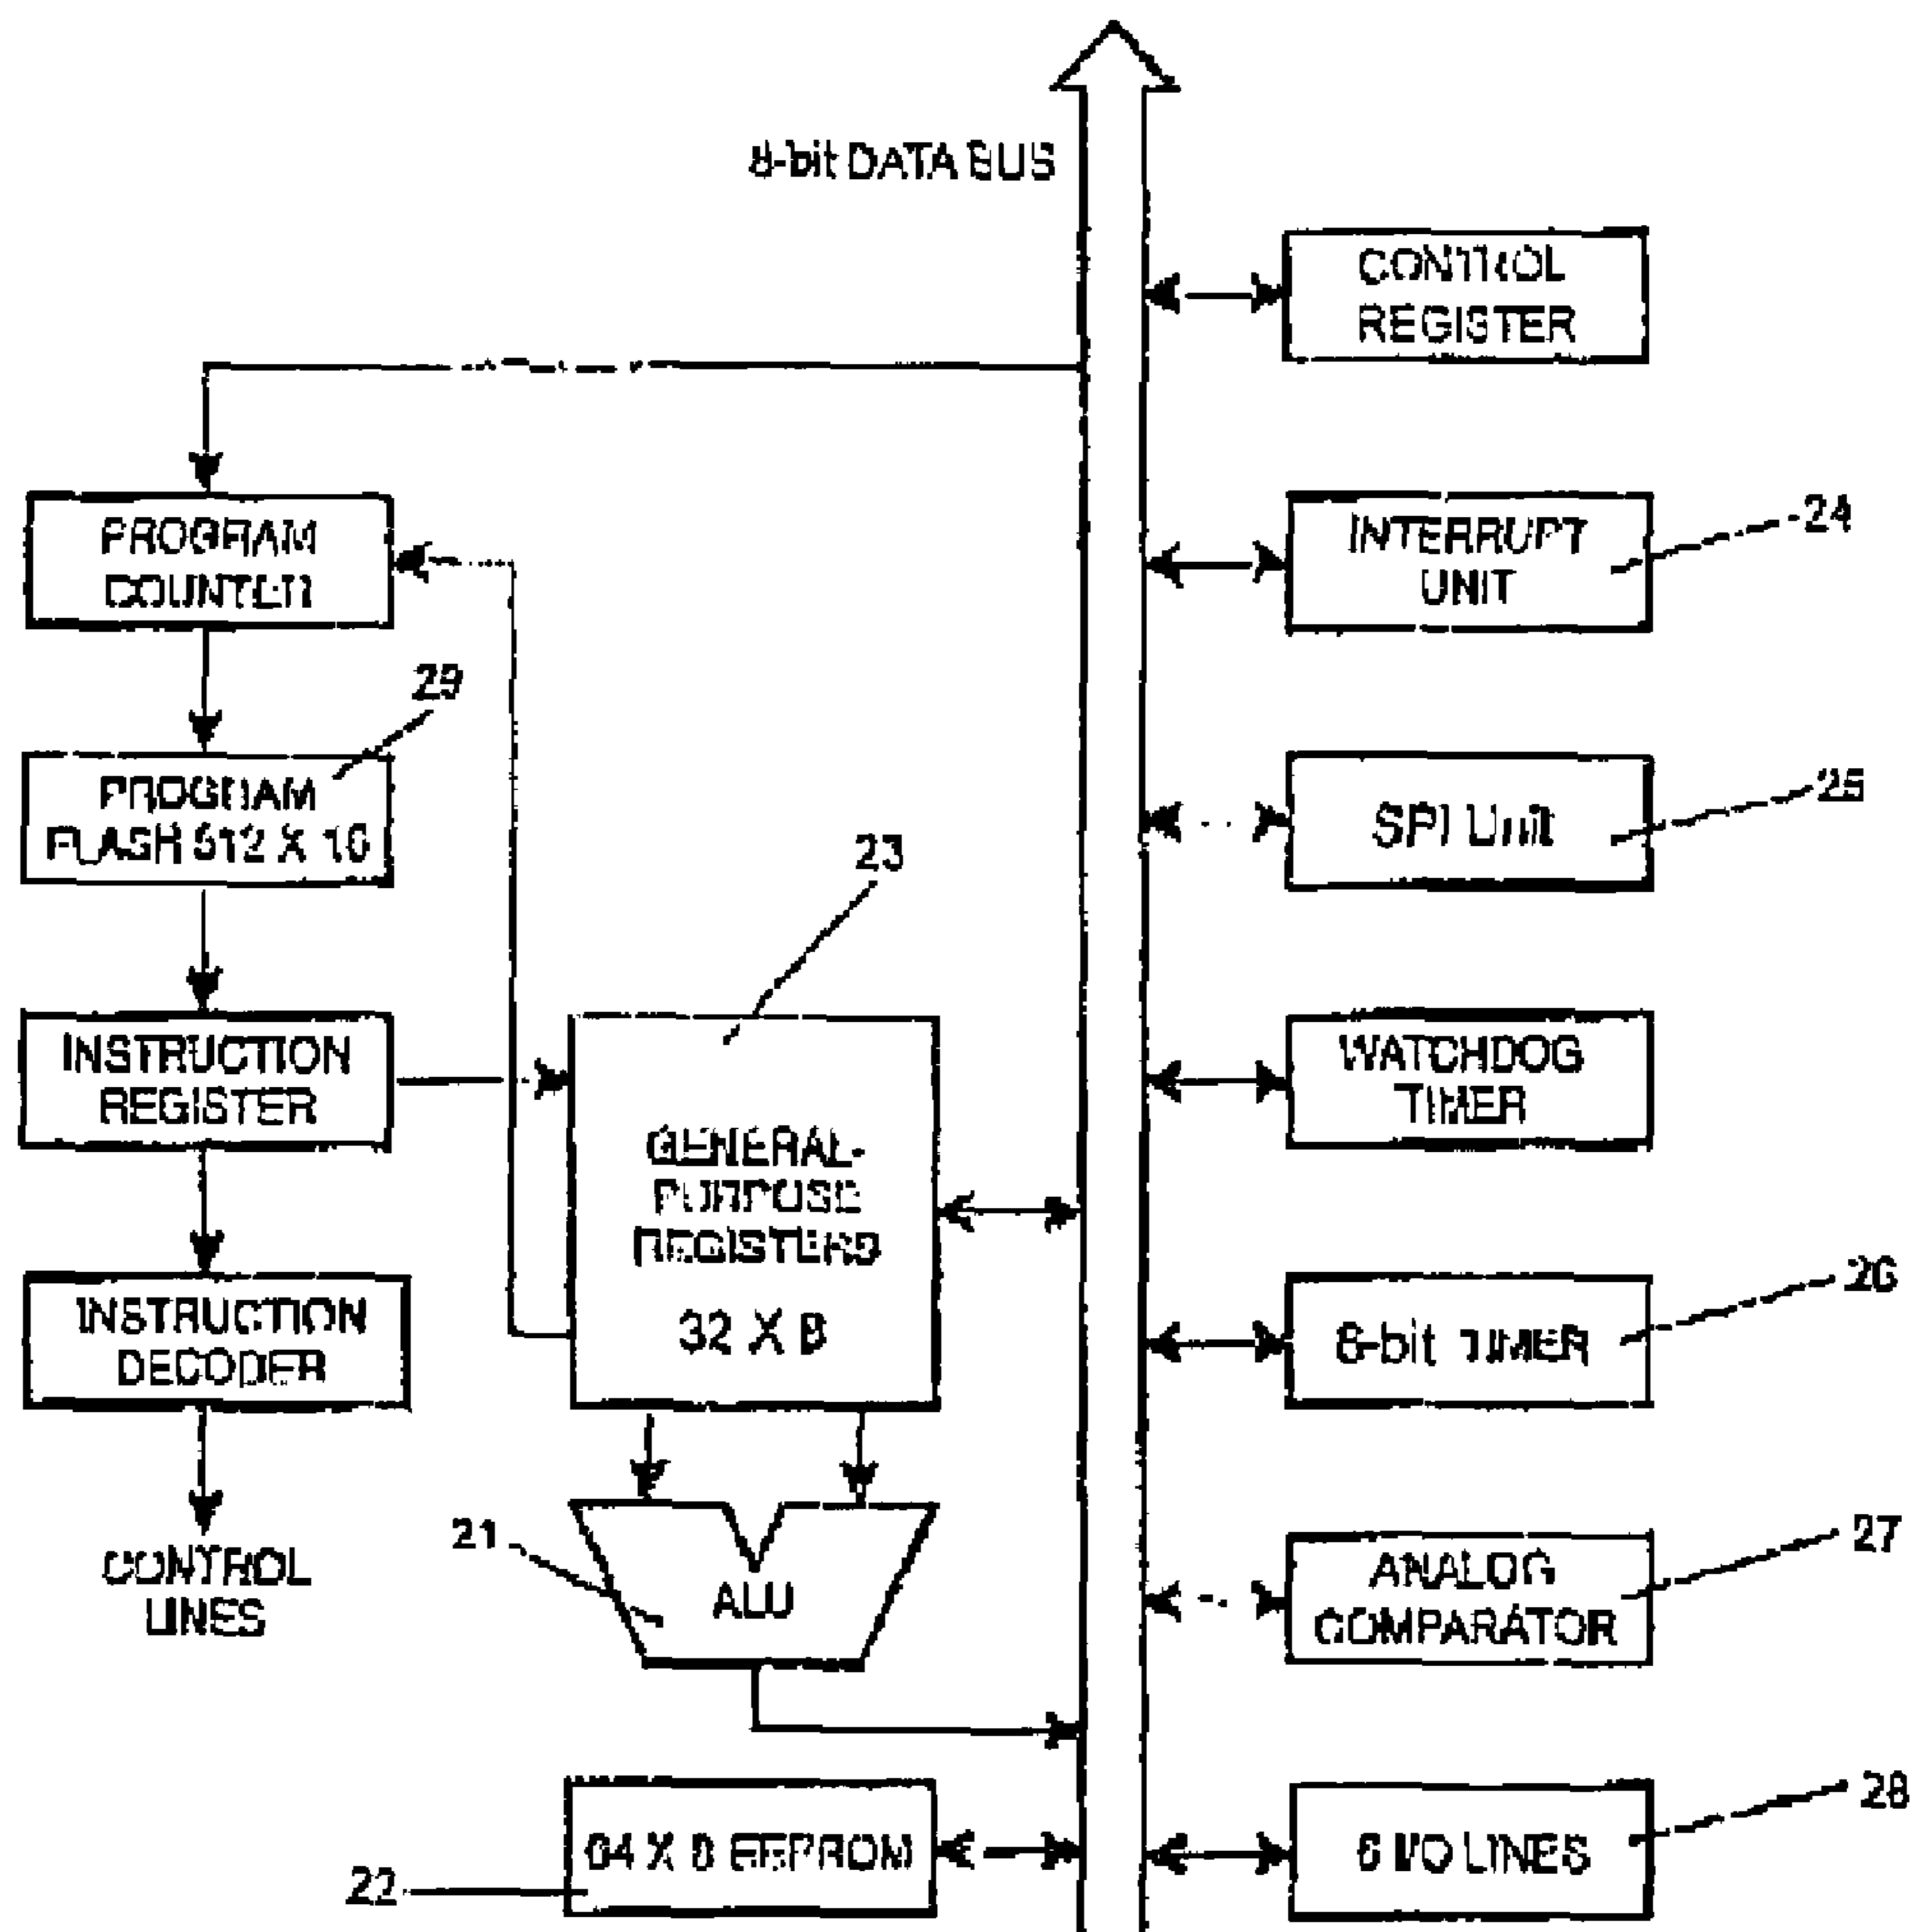 8-bit DATA BUS
CONTROL
REGISTER
PROGRAM
COUNTER
INTERRUPT
UNIT
24
29
PROGRAM
FLASH 512 X 16
SPI Unit
25
23
INSTRUCTION
REGISTER
GENERAL-
PURPOSE
REGISTERS
32 X 8
WATCHDOG
TIMER
INSTRUCTION
DECODER
8-bit TIMER
26
CONTROL
LINES
21
ALU
ANALOG
COMPARATOR
27
64 X 8 EEPROM
22
6 I/O LINES
28